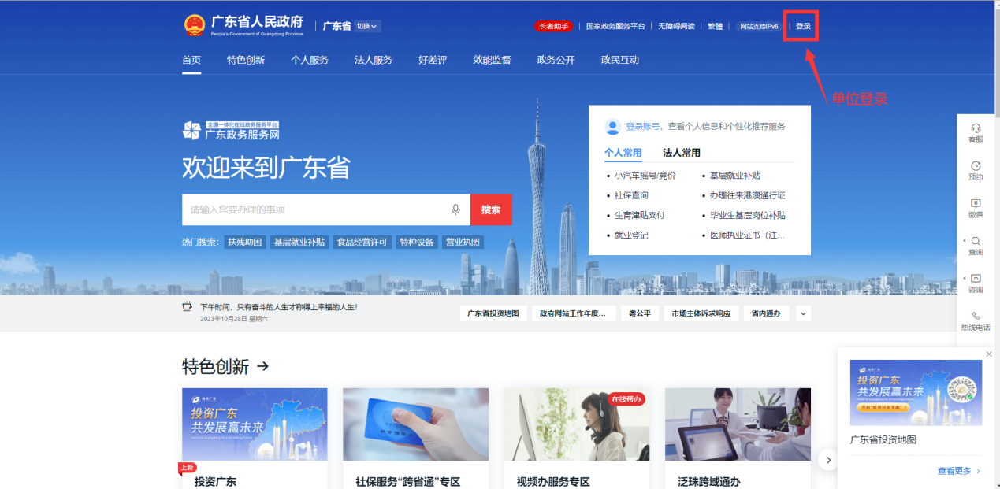 广东省人民政府
People's Government of Guangdong Province
广东省 切换
长者助手 国家政务服务平台 无障碍阅读 繁體 网站支持IPv6 登录
首页 特色创新 个人服务 法人服务 好差评 效能监督 政务公开 政民互动
单位登录
全国一体化在线政务服务平台
广东政务服务网
欢迎来到广东省
请输入您要办理的事项 搜索
热门搜索: 扶残助困 基层就业补贴 食品经营许可 特种设备 营业执照
登录账号，查看个人信息和个性化推荐服务
个人常用 法人常用
• 小汽车摇号/竞价 • 基层就业补贴
• 社保查询 • 办理往来港澳通行证
• 生育津贴支付 • 毕业生基层岗位补贴
• 就业登记 • 医师执业证书（注...
客服
预约
缴费
查询
咨询
热线电话
下午时间，只有奋斗的人生才称得上幸福的人生！
2023年10月28日 星期六
广东省投资地图 政府网站工作年度... 粤公平 市场主体诉求响应 省内通办
特色创新
投资广东
投资广东
共发展赢未来
上新
投资广东
社保服务“跨省通”专区
在线帮办
视频办服务专区
泛珠跨域通办
投资广东
投资广东
共发展赢未来
广东省投资地图
查看更多